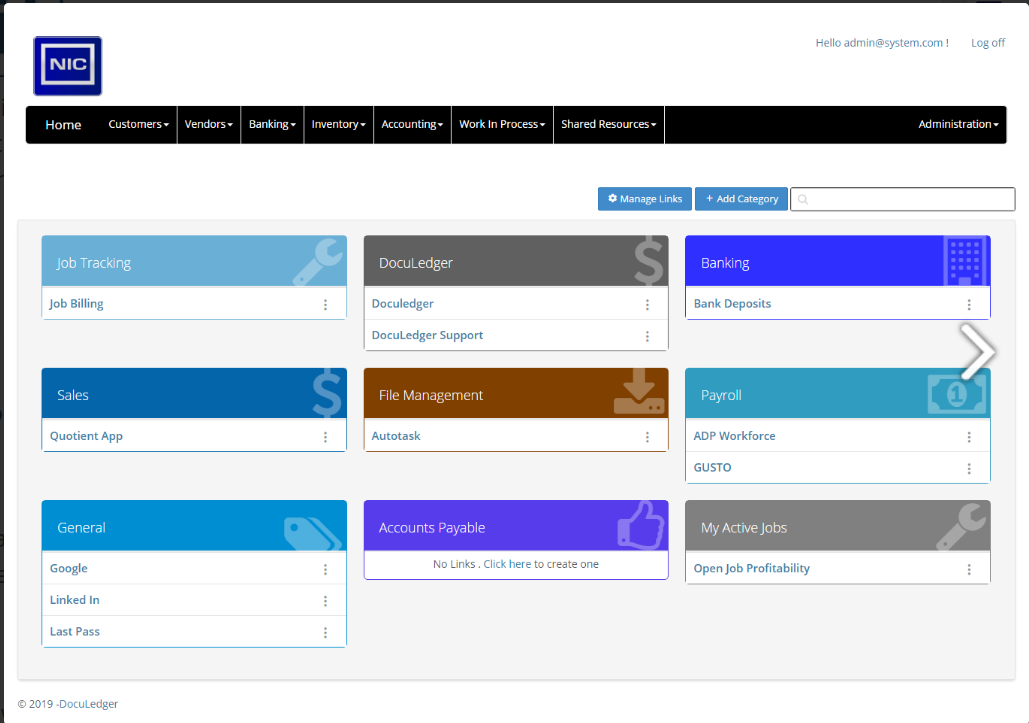 NIC
Hello admin@system.com ! Log off
Home Customers Vendors Banking Inventory Accounting Work In Process Shared Resources Administration
Manage Links + Add Category
Job Tracking
Job Billing
DocuLedger
Doculedger
DocuLedger Support
Banking
Bank Deposits
Sales
Quotient App
File Management
Autotask
Payroll
1
ADP Workforce
GUSTO
General
Google
Linked In
Last Pass
Accounts Payable
No Links . Click here to create one
My Active Jobs
Open Job Profitability
© 2019 -DocuLedger